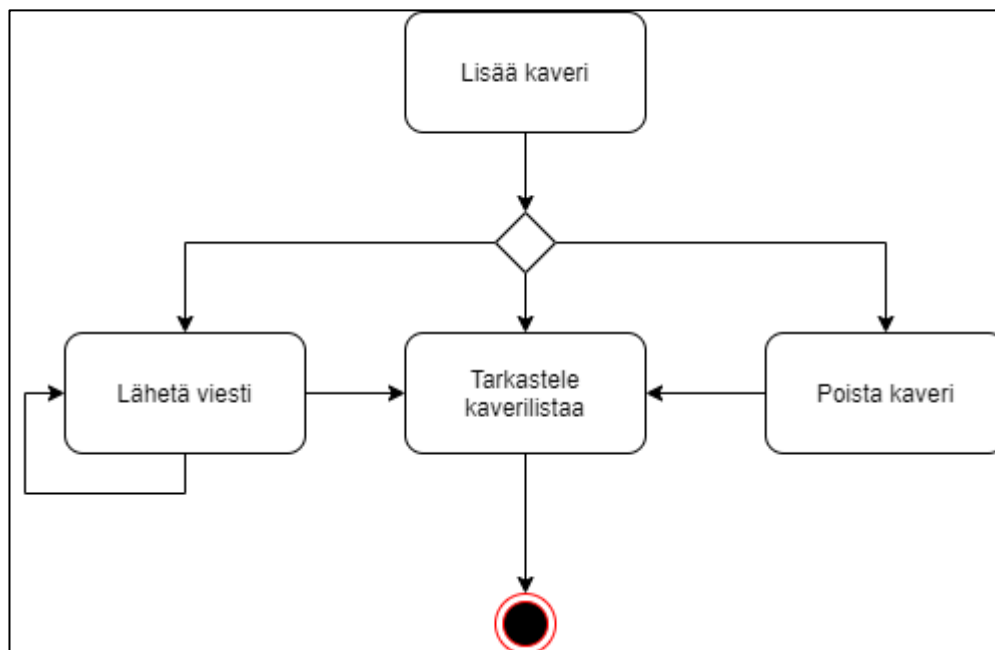 Lisää kaveri
Lähetä viesti
Tarkastele
kaverilistaa
Poista kaveri